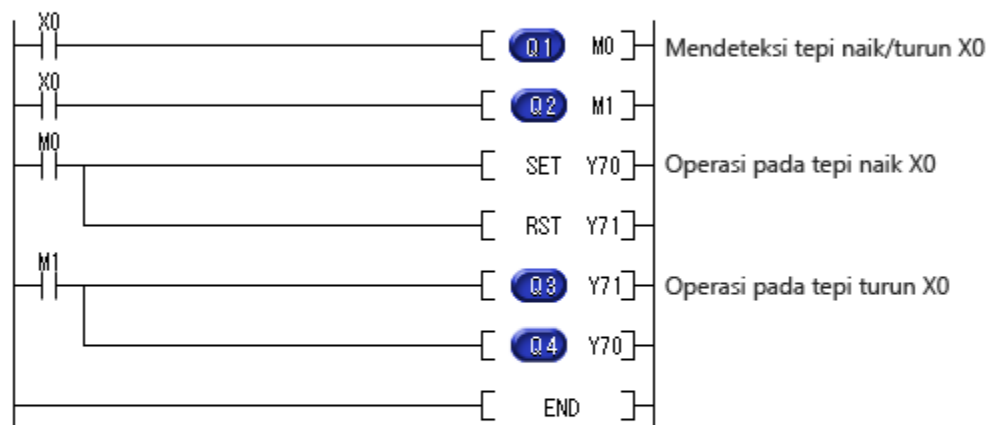 X0
Q1 M0 Mendeteksi tepi naik/turun X0
X0
Q2 M1
M0
SET Y70 Operasi pada tepi naik X0
RST Y71
M1
Q3 Y71 Operasi pada tepi turun X0
Q4 Y70
END